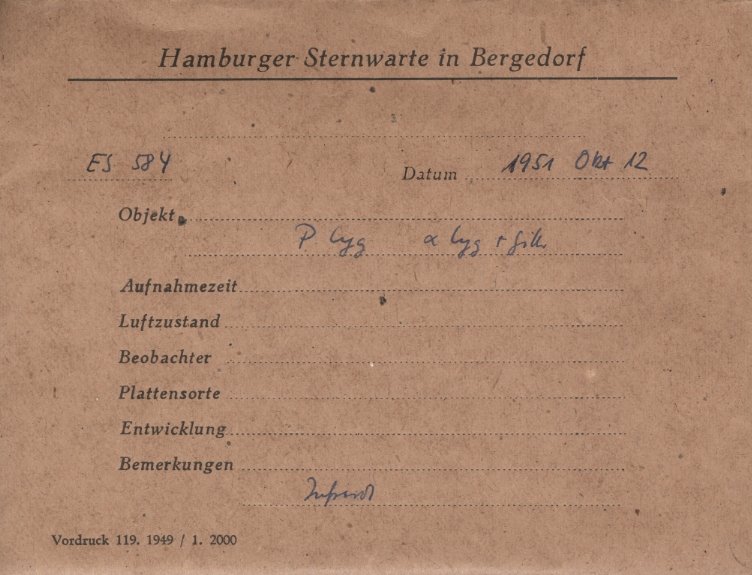 Hamburger Sternwarte in Bergedorf
ES 584 Datum 1951 Okt 12
Objekt
P Cyg α Cyg +
Aufnahmezeit
Luftzustand
Beobachter
Plattensorte
Entwicklung
Bemerkungen
Infrarot
Vordruck 119. 1949 / 1. 2000